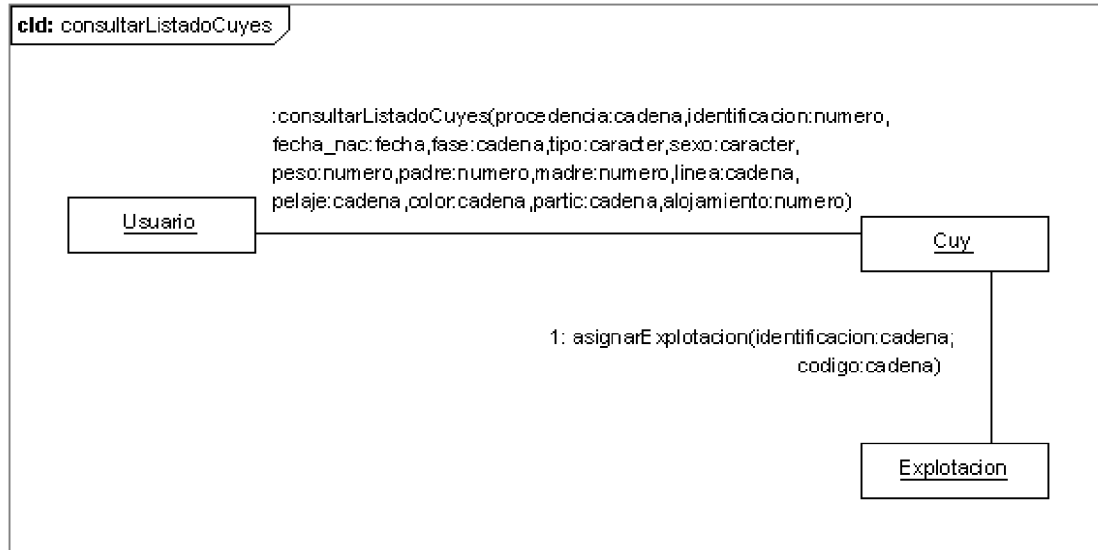 cld: consultarListadoCuyes
:consultarListadoCuyes(procedencia:cadena,identificacion:numero,
fecha_nac:fecha,fase:cadena,tipo:caracter,sexo:caracter,
peso:numero,padre:numero,madre:numero,linea:cadena,
pelaje:cadena,color:cadena,partic:cadena,alojamiento:numero)
Usuario
Cuy
1: asignarExplotacion(identificacion:cadena;
codigo:cadena)
Explotacion